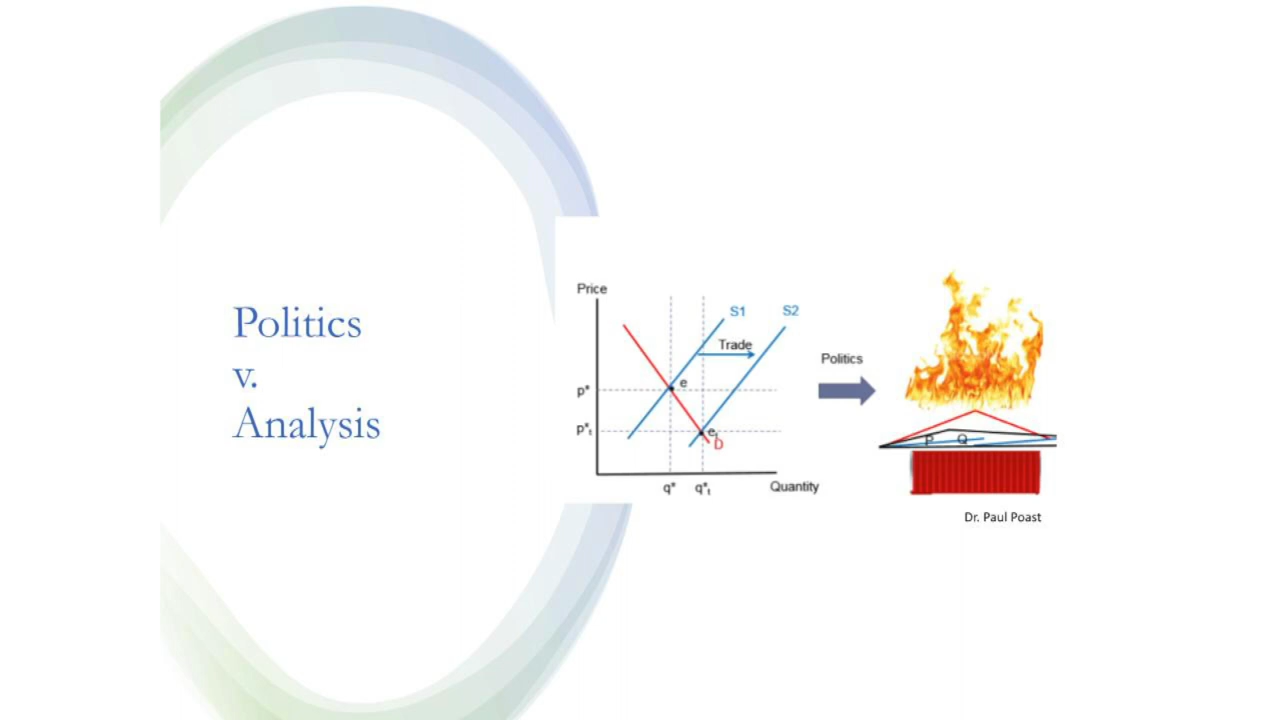 Politics
v.
Analysis
Price
S1
S2
Trade
e
p*
p*t
et
D
q*
q*t
Quantity
Politics
P
Q
Dr. Paul Poast